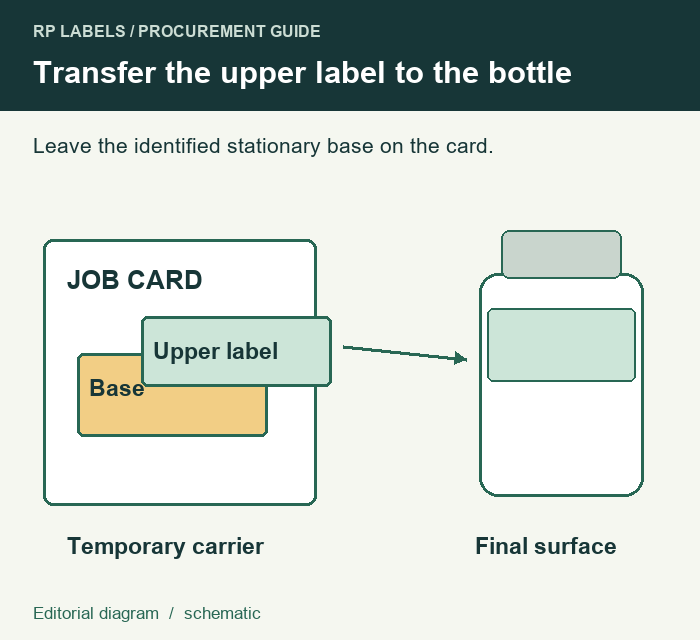 RP LABELS / PROCUREMENT GUIDE
Transfer the upper label to the bottle
Leave the identified stationary base on the card.
JOB CARD
Upper label
Base
Temporary carrier
Final surface
Editorial diagram / schematic